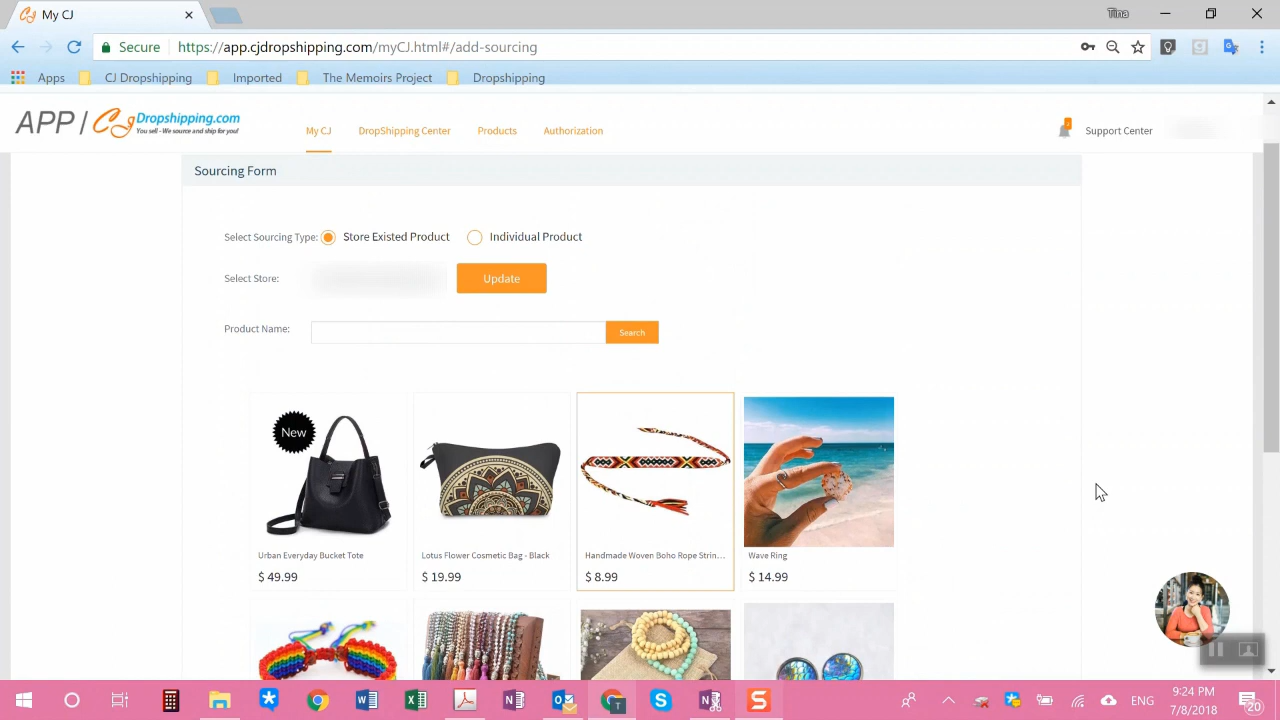 My CJ
Tina
Secure https://app.cjdropshipping.com/myCJ.html#/add-sourcing
Apps CJ Dropshipping Imported The Memoirs Project Dropshipping
APP / CJ Dropshipping.com
You sell - We source and ship for you!
My CJ DropShipping Center Products Authorization Support Center
Sourcing Form
Select Sourcing Type: Store Existed Product Individual Product
Select Store: Update
Product Name: Search
New
Urban Everyday Bucket Tote Lotus Flower Cosmetic Bag - Black Handmade Woven Boho Rope Strin... Wave Ring
$ 49.99 $ 19.99 $ 8.99 $ 14.99
ENG
9:24 PM
7/8/2018
20